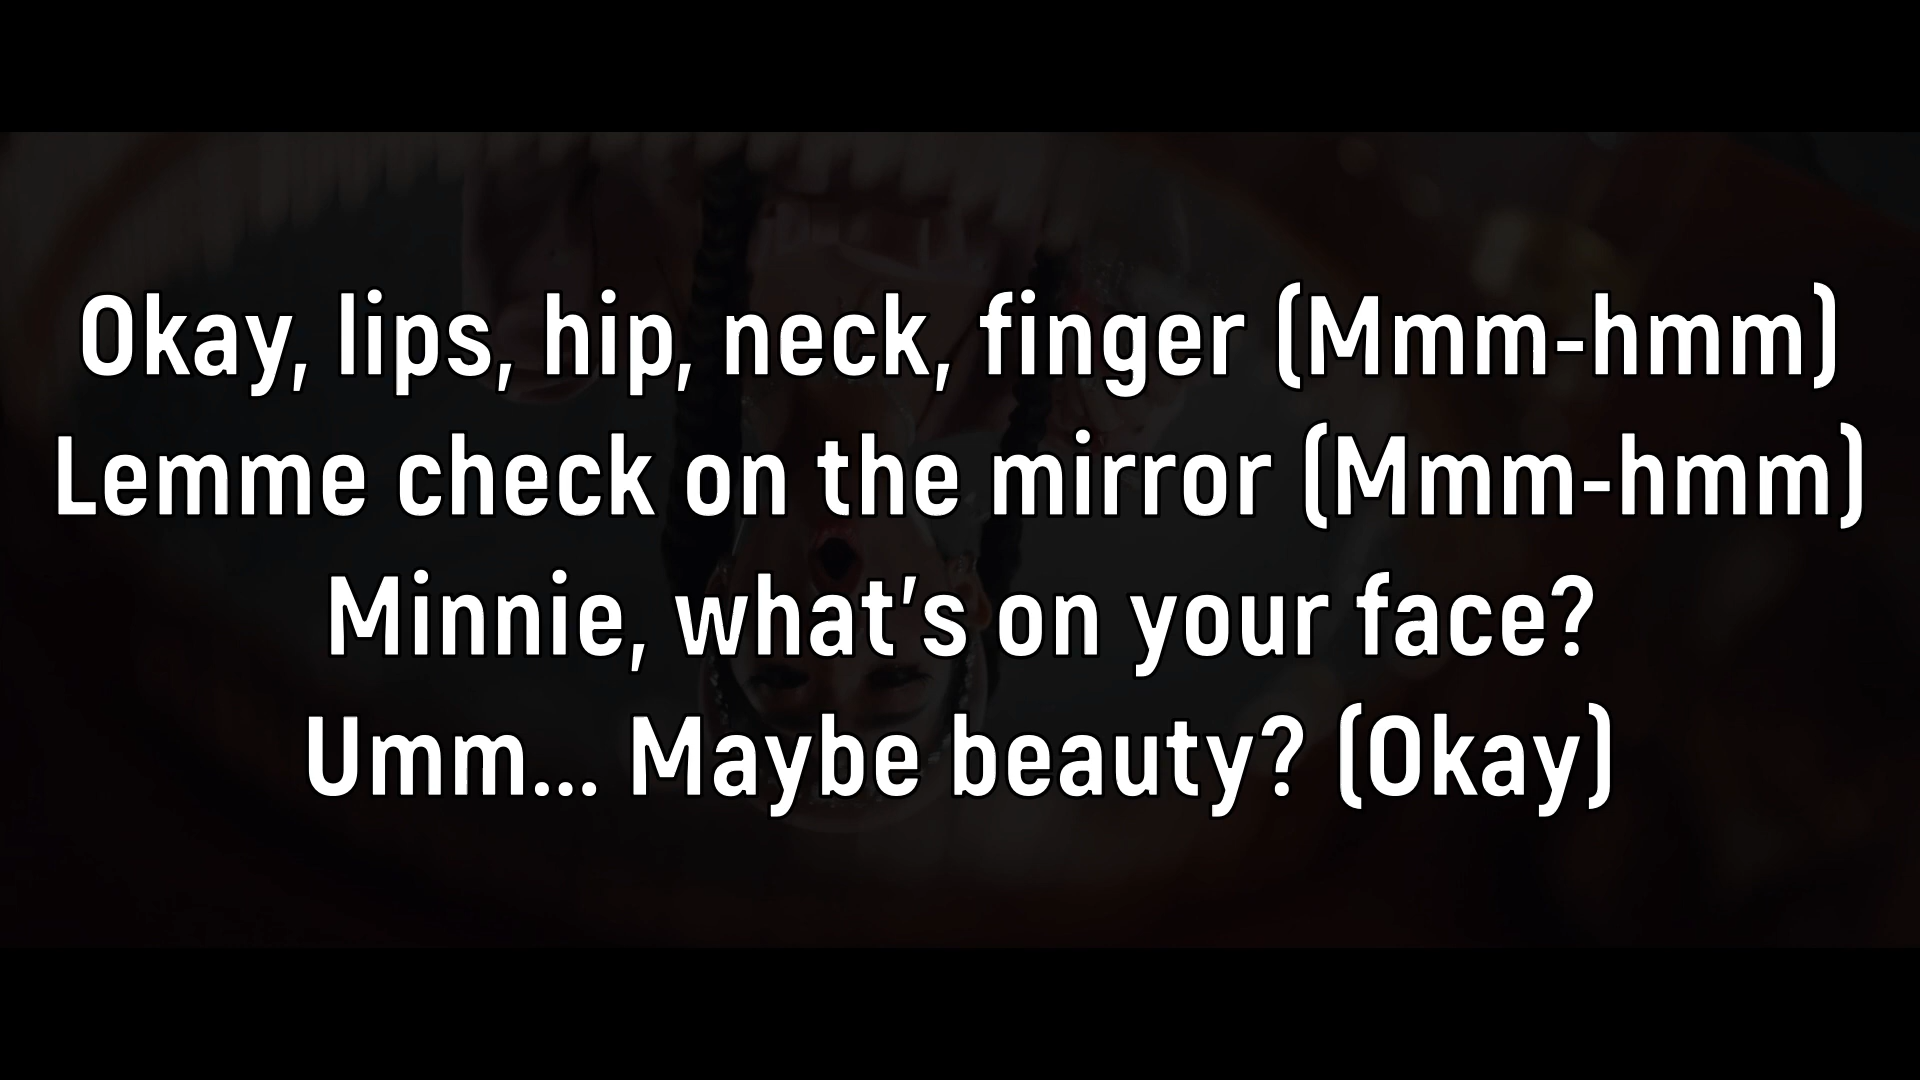 Okay, lips, hip, neck, finger (Mmm-hmm)
Lemme check on the mirror (Mmm-hmm)
Minnie, what's on your face?
Umm... Maybe beauty? (Okay)